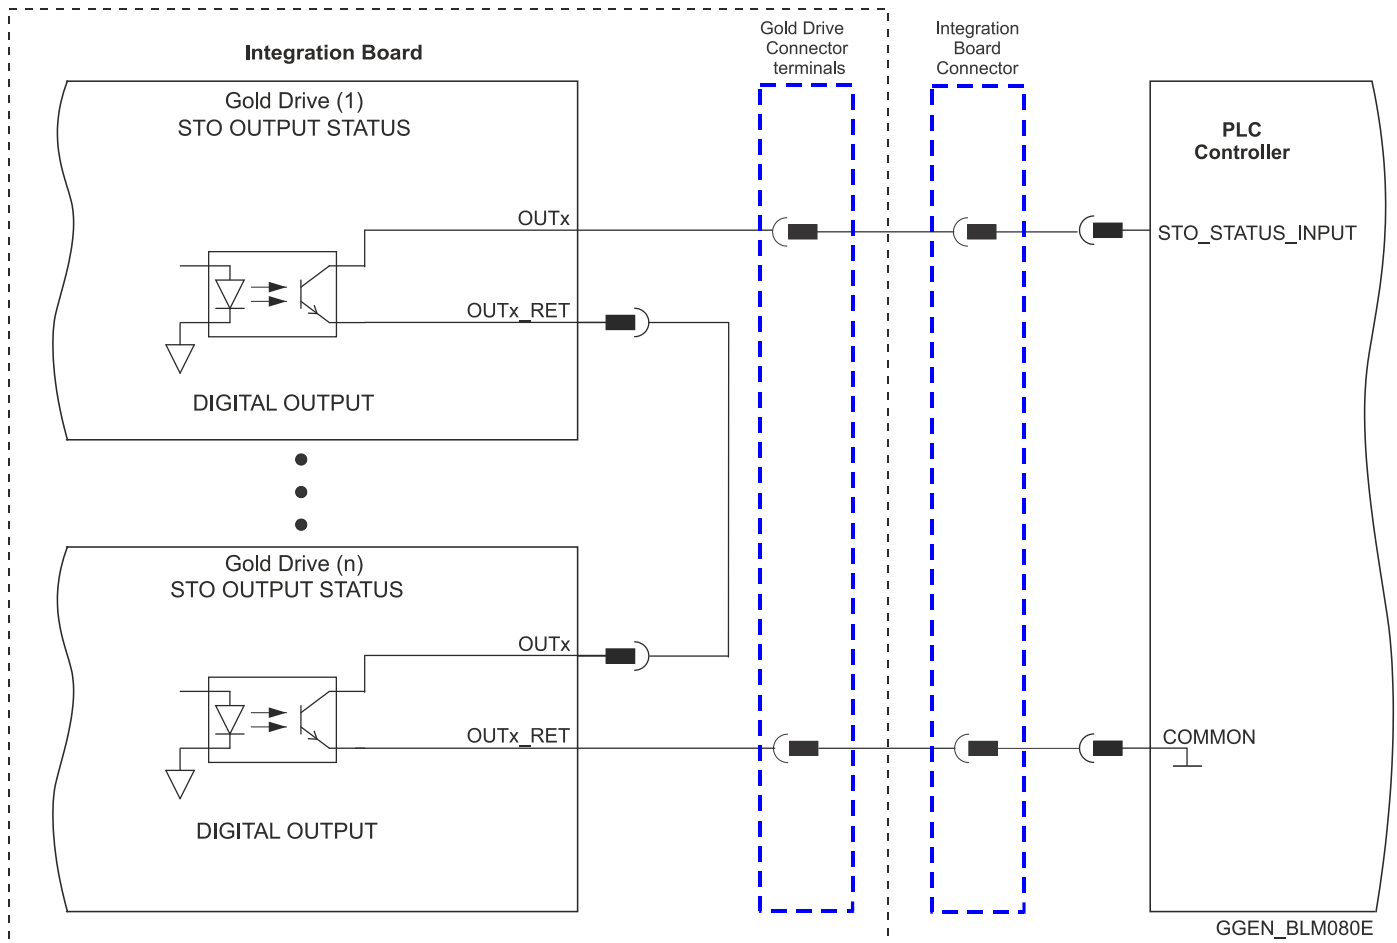 Integration Board
Gold Drive
Connector
terminals
Integration
Board
Connector
Gold Drive (1)
STO OUTPUT STATUS
PLC
Controller
OUTx
STO_STATUS_INPUT
OUTx_RET
DIGITAL OUTPUT
Gold Drive (n)
STO OUTPUT STATUS
OUTx
OUTx_RET
COMMON
DIGITAL OUTPUT
GGEN_BLM080E